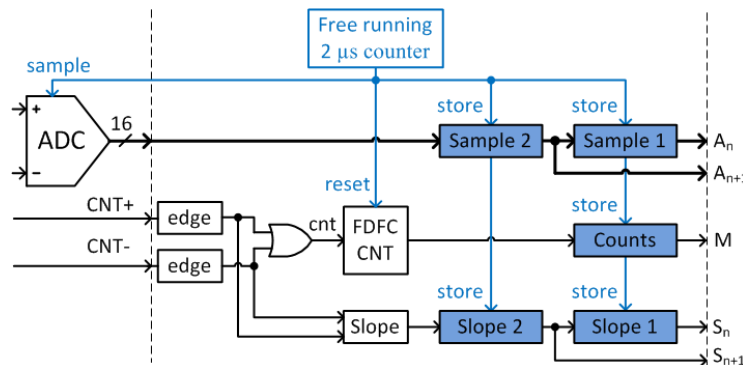 Free running
2 µs counter
sample
16
+
ADC
-
store
store
Sample 2
Sample 1
An
An+1
reset
store
CNT+
edge
cnt
FDFC
CNT
Counts
M
CNT-
edge
store
store
Slope
Slope 2
Slope 1
Sn
Sn+1